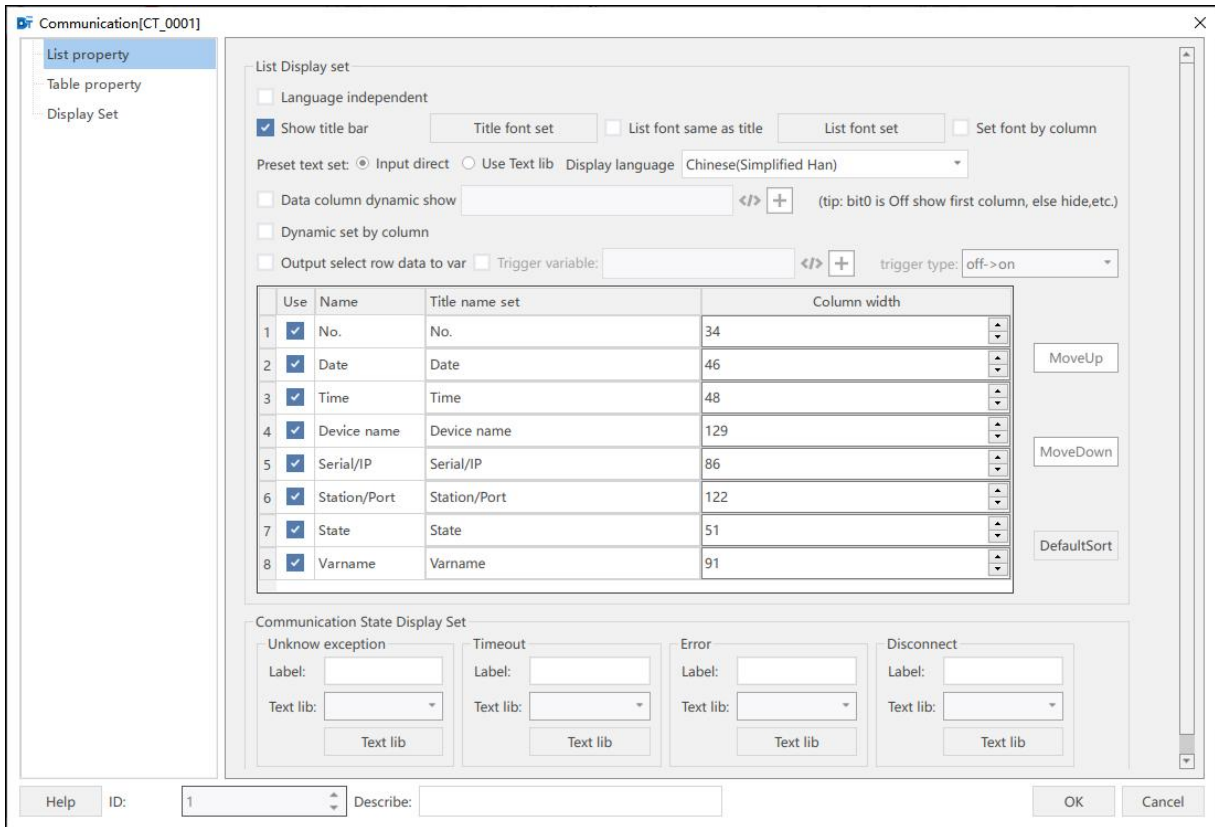 DT Communication[CT_0001]
List property
Table property
Display Set
List Display set
Language independent
Show title bar Title font set List font same as title List font set Set font by column
Preset text set: Input direct Use Text lib Display language Chinese(Simplified Han)
Data column dynamic show </> + (tip: bit0 is Off show first column, else hide,etc.)
Dynamic set by column
Output select row data to var Trigger variable: </> + trigger type: off->on
Use Name Title name set Column width
1 No. No. 34
2 Date Date 46
3 Time Time 48
4 Device name Device name 129
5 Serial/IP Serial/IP 86
6 Station/Port Station/Port 122
7 State State 51
8 Varname Varname 91
MoveUp
MoveDown
DefaultSort
Communication State Display Set
Unknow exception Timeout Error Disconnect
Label: Label: Label: Label:
Text lib: Text lib: Text lib: Text lib:
Text lib Text lib Text lib Text lib
Help ID: 1 Describe: OK Cancel